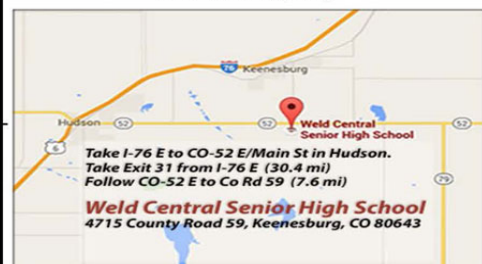 76
Keenesburg
Hudson
52
52
52
Weld Central
Senior High School
6
79
Take I-76 E to CO-52 E/Main St in Hudson.
Take Exit 31 from I-76 E (30.4 mi)
Follow CO-52 E to Co Rd 59 (7.6 mi)
Weld Central Senior High School
4715 County Road 59, Keenesburg, CO 80643